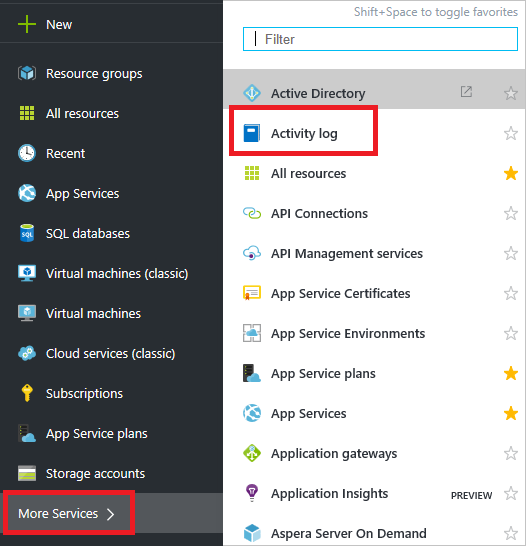 New
Resource groups
All resources
Recent
App Services
SQL
SQL databases
Virtual machines (classic)
Virtual machines
Cloud services (classic)
Subscriptions
App Service plans
Storage accounts
More Services
Shift+Space to toggle favorites
Filter
Active Directory
Activity log
All resources
API Connections
API Management services
App Service Certificates
App Service Environments
App Service plans
App Services
Application gateways
Application Insights PREVIEW
Aspera Server On Demand